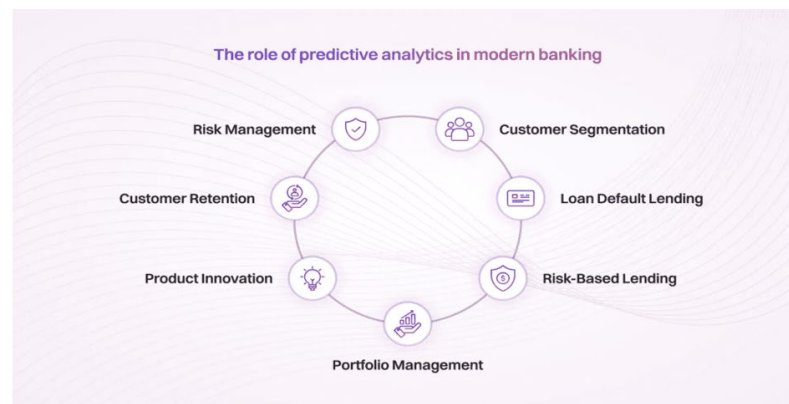 The role of predictive analytics in modern banking
Risk Management
Customer Segmentation
Customer Retention
Loan Default Lending
Product Innovation
Risk-Based Lending
Portfolio Management